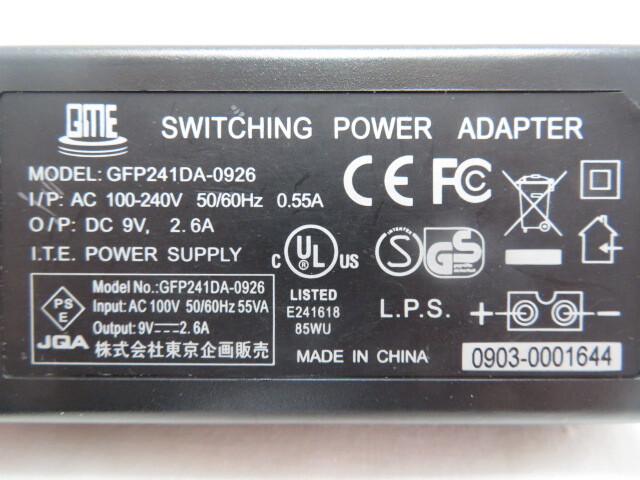 GME SWITCHING POWER ADAPTER
MODEL: GFP241DA-0926
I/P: AC 100-240V 50/60Hz 0.55A
O/P: DC 9V, 2.6A
I.T.E. POWER SUPPLY
CE FC
c UL US
LISTED
E241618
85WU
S GS
L.P.S. + -
PS
E
JQA
Model No.:GFP241DA-0926
Input: AC 100V 50/60Hz 55VA
Output: 9V⎓2.6A
株式会社東京企画販売
MADE IN CHINA
0903-0001644